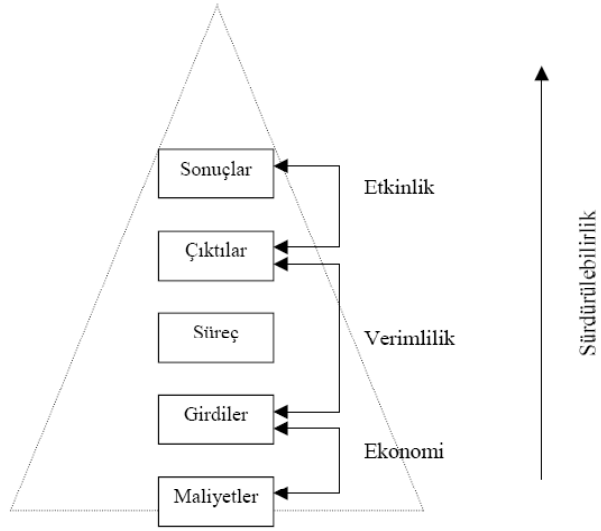 Sonuçlar
Etkinlik
Çıktılar
Süreç
Verimlilik
Girdiler
Ekonomi
Maliyetler
Sürdürülebilirlik